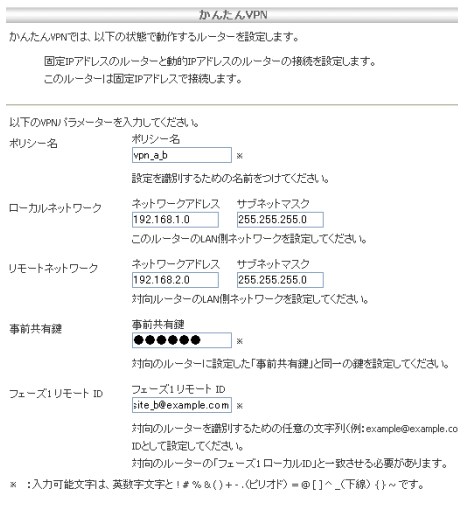 かんたんVPN
かんたんVPNでは、以下の状態で動作するルーターを設定します。
固定IPアドレスのルーターと動的IPアドレスのルーターの接続を設定します。
このルーターは固定IPアドレスで接続します。
以下のVPNパラメーターを入力してください。
ポリシー名
ポリシー名
vpn_a_b ※
設定を識別するための名前をつけてください。
ローカルネットワーク
ネットワークアドレス サブネットマスク
192.168.1.0 255.255.255.0
このルーターのLAN側ネットワークを設定してください。
リモートネットワーク
ネットワークアドレス サブネットマスク
192.168.2.0 255.255.255.0
対向ルーターのLAN側ネットワークを設定してください。
事前共有鍵
事前共有鍵
●●●●●● ※
対向のルーターに設定した「事前共有鍵」と同一の鍵を設定してください。
フェーズ1リモート ID
フェーズ1リモート ID
site_b@example.com ※
対向のルーターを識別するための任意の文字列(例: example@example.co
IDとして設定してください。
対向のルーターの「フェーズ1 ローカルID」と一致させる必要があります。
※ :入力可能文字は、英数字文字と ! # % & ( ) + - . (ピリオド) = @ [ ] ^ _ (下線) { } ~ です。